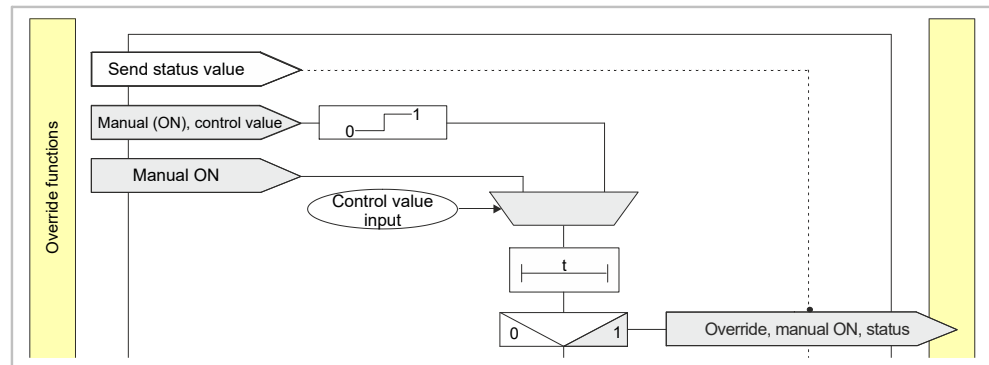 Override functions
Send status value
Manual (ON), control value
0
1
Manual ON
Control value
input
t
0
1
Override, manual ON, status